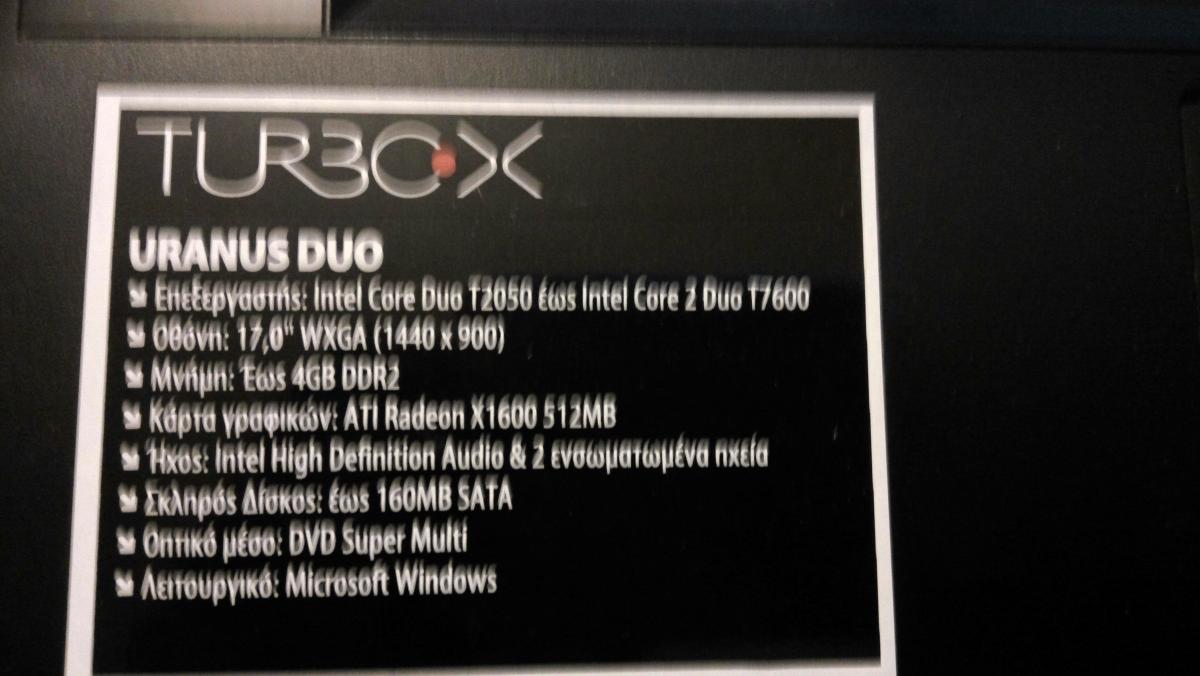 TURBO-X
URANUS DUO
Επεξεργαστής: Intel Core Duo T2050 έως Intel Core 2 Duo T7600
Οθόνη: 17,0" WXGA (1440 x 900)
Μνήμη: Έως 4GB DDR2
Κάρτα γραφικών: ATI Radeon X1600 512MB
Ήχος: Intel High Definition Audio & 2 ενσωματωμένα ηχεία
Σκληρός Δίσκος: έως 160MB SATA
Οπτικό μέσο: DVD Super Multi
Λειτουργικό: Microsoft Windows